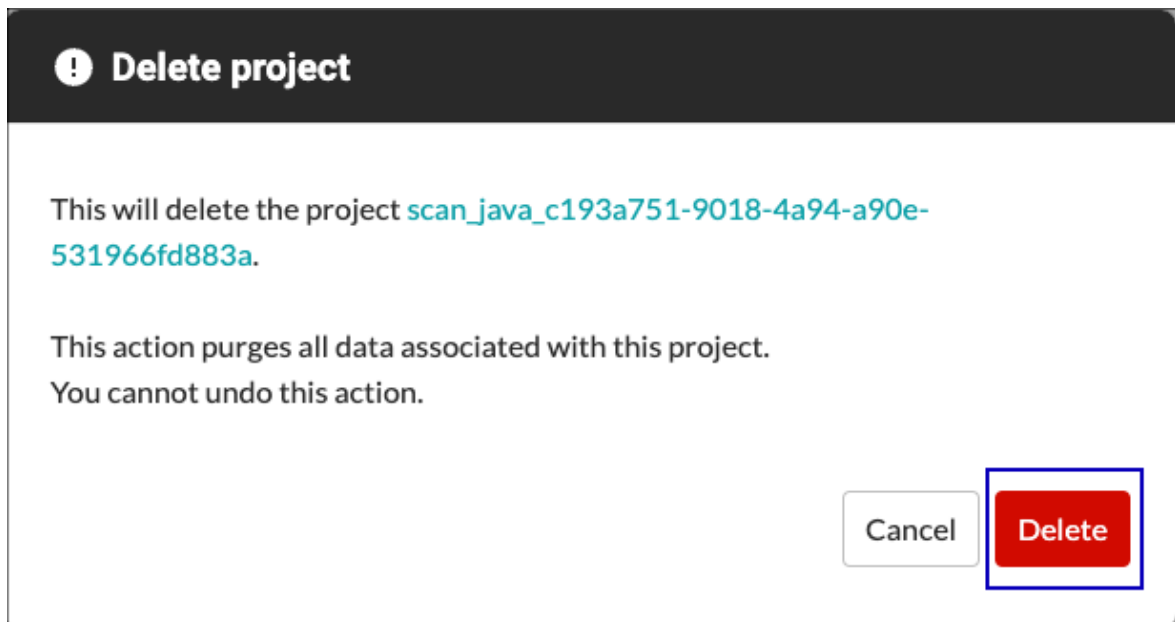 Delete project
This will delete the project scan_java_c193a751-9018-4a94-a90e-
531966fd883a.
This action purges all data associated with this project.
You cannot undo this action.
Cancel
Delete